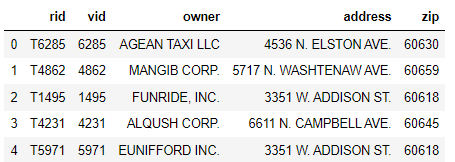 rid vid owner address zip
0 T6285 6285 AGEAN TAXI LLC 4536 N. ELSTON AVE. 60630
1 T4862 4862 MANGIB CORP. 5717 N. WASHTENAW AVE. 60659
2 T1495 1495 FUNRIDE, INC. 3351 W. ADDISON ST. 60618
3 T4231 4231 ALQUSH CORP. 6611 N. CAMPBELL AVE. 60645
4 T5971 5971 EUNIFFORD INC. 3351 W. ADDISON ST. 60618